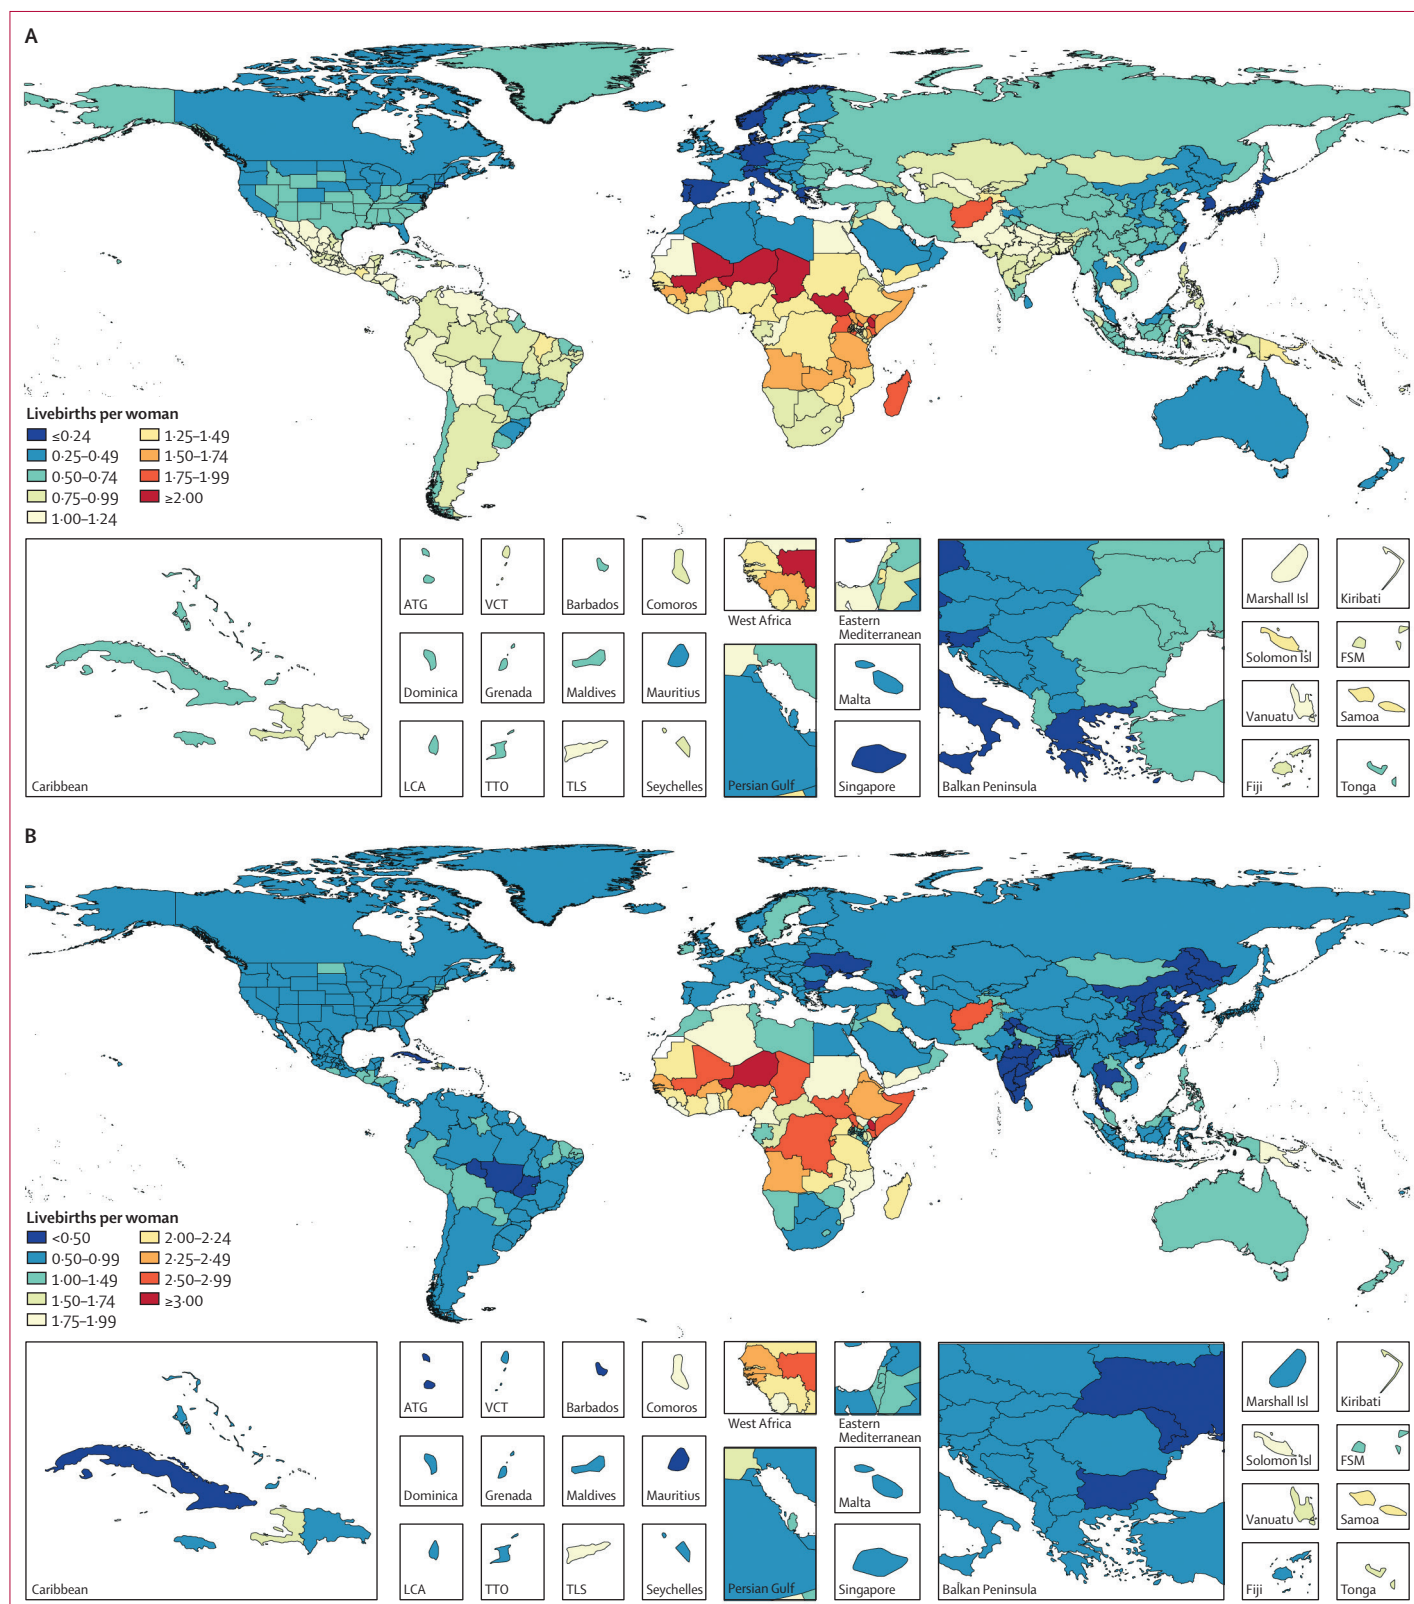 A
Livebirths per woman
≤0·24
0·25–0·49
0·50–0·74
0·75–0·99
1·00–1·24
1·25–1·49
1·50–1·74
1·75–1·99
≥2·00
Caribbean
ATG
VCT
Barbados
Comoros
Dominica
Grenada
Maldives
Mauritius
LCA
TTO
TLS
Seychelles
West Africa
Eastern
Mediterranean
Persian Gulf
Malta
Singapore
Balkan Peninsula
Marshall Isl
Kiribati
Solomon Isl
FSM
Vanuatu
Samoa
Fiji
Tonga
B
Livebirths per woman
<0·50
0·50–0·99
1·00–1·49
1·50–1·74
1·75–1·99
2·00–2·24
2·25–2·49
2·50–2·99
≥3·00
Caribbean
ATG
VCT
Barbados
Comoros
Dominica
Grenada
Maldives
Mauritius
LCA
TTO
TLS
Seychelles
West Africa
Eastern
Mediterranean
Persian Gulf
Malta
Singapore
Balkan Peninsula
Marshall Isl
Kiribati
Solomon Isl
FSM
Vanuatu
Samoa
Fiji
Tonga